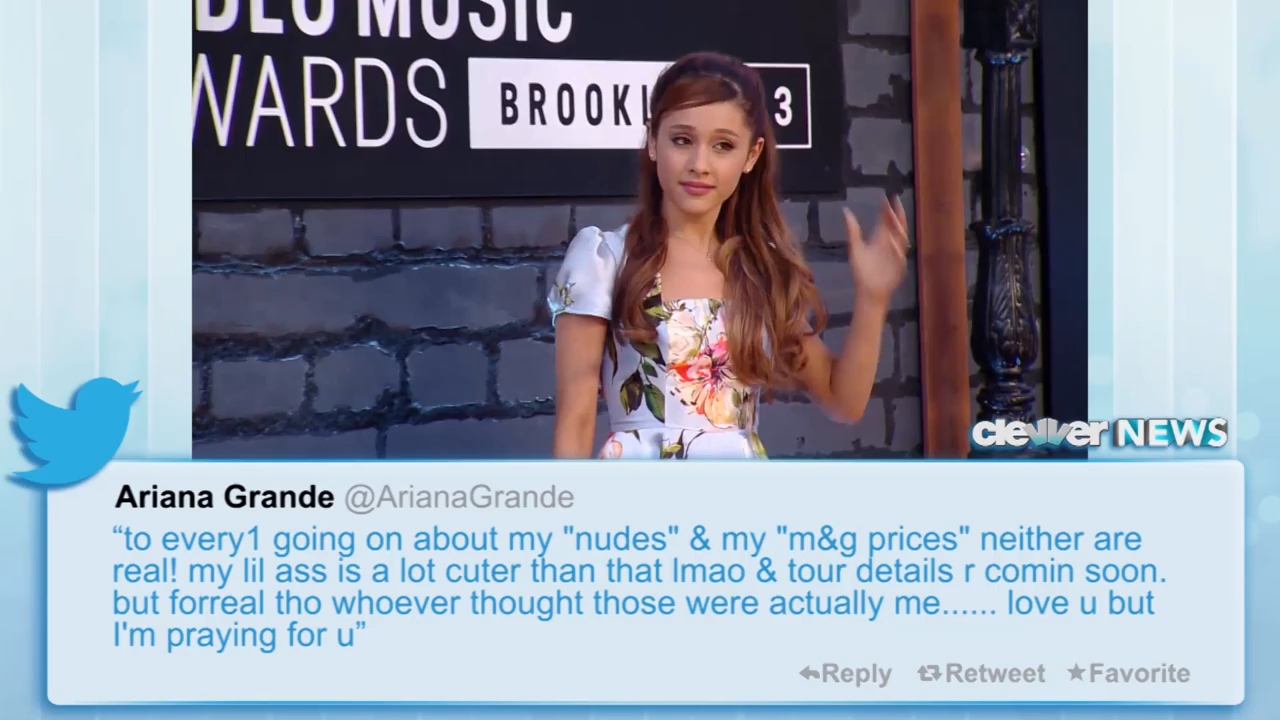 DEO MUSIC
WARDS BROOKL 3
clevver NEWS
Ariana Grande @ArianaGrande
“to every1 going on about my "nudes" & my "m&g prices" neither are
real! my lil ass is a lot cuter than that lmao & tour details r comin soon.
but forreal tho whoever thought those were actually me...... love u but
I'm praying for u”
Reply Retweet Favorite